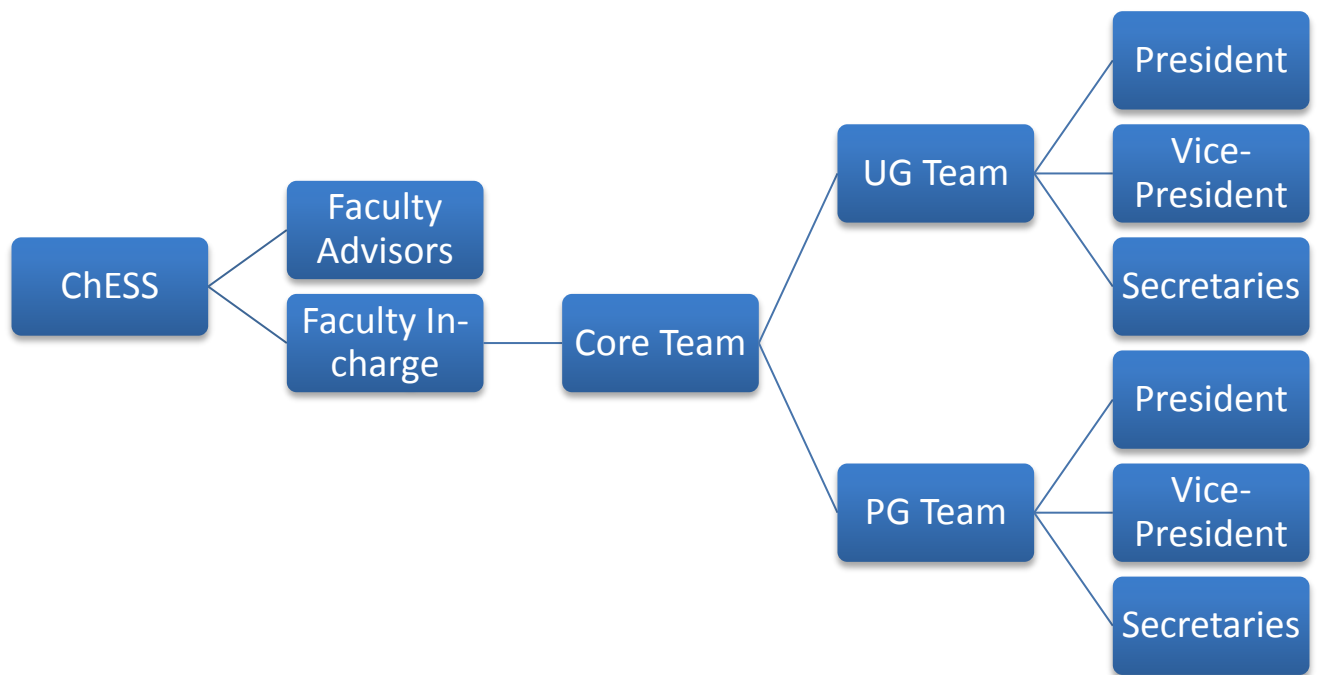 ChESS
Faculty
Advisors
Faculty In-
charge
Core Team
UG Team
President
Vice-
President
Secretaries
PG Team
President
Vice-
President
Secretaries